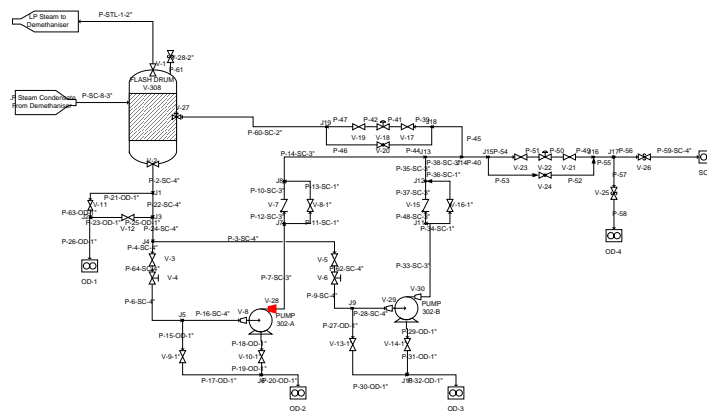 LP Steam to
Demethaniser
P-STL-1-2"
V-1
V-28-2"
P-61
FLASH DRUM
V-308
LP Steam Condensate
From Demethaniser
P-SC-8-3"
V-27
P-60-SC-2"
J19
P-47
P-42
P-41
P-39
J18
V-19
V-18
V-17
V-20
P-46
P-44
P-45
V-2
P-2-SC-4"
J1
P-21-OD-1"
V-11
P-22-SC-4"
P-63-OD-1"
J2
J3
P-23-OD-1"
P-25-OD-1"
V-12
P-24-SC-4"
P-26-OD-1"
OD-1
J4
P-3-SC-4"
P-4-SC-4"
V-3
P-64-SC-4"
V-4
P-6-SC-4"
P-14-SC-3"
J8
P-10-SC-3"
P-13-SC-1"
V-7
V-8-1"
P-12-SC-3"
P-11-SC-1"
J7
P-7-SC-3"
V-5
P-62-SC-4"
V-6
P-9-SC-4"
J13
P-38-SC-3"
J14
P-40
P-35-SC-3"
P-36-SC-1"
J12
P-37-SC-3"
V-15
V-16-1"
P-48-SC-3"
J11
P-34-SC-1"
P-33-SC-3"
J15
P-54
P-51
P-50
P-49
J16
V-23
V-22
V-21
P-53
V-24
P-52
P-55
J17
P-56
V-26
P-59-SC-4"
P-57
V-25
P-58
OD-4
J5
P-16-SC-4"
V-8
V-28
PUMP
302-A
P-15-OD-1"
P-18-OD-1"
V-9-1"
V-10-1"
P-19-OD-1"
P-17-OD-1"
J6
P-20-OD-1"
OD-2
J9
P-28-SC-4"
V-29
V-30
PUMP
302-B
P-27-OD-1"
P-29-OD-1"
V-13-1"
V-14-1"
P-31-OD-1"
P-30-OD-1"
P-32-OD-1"
OD-3